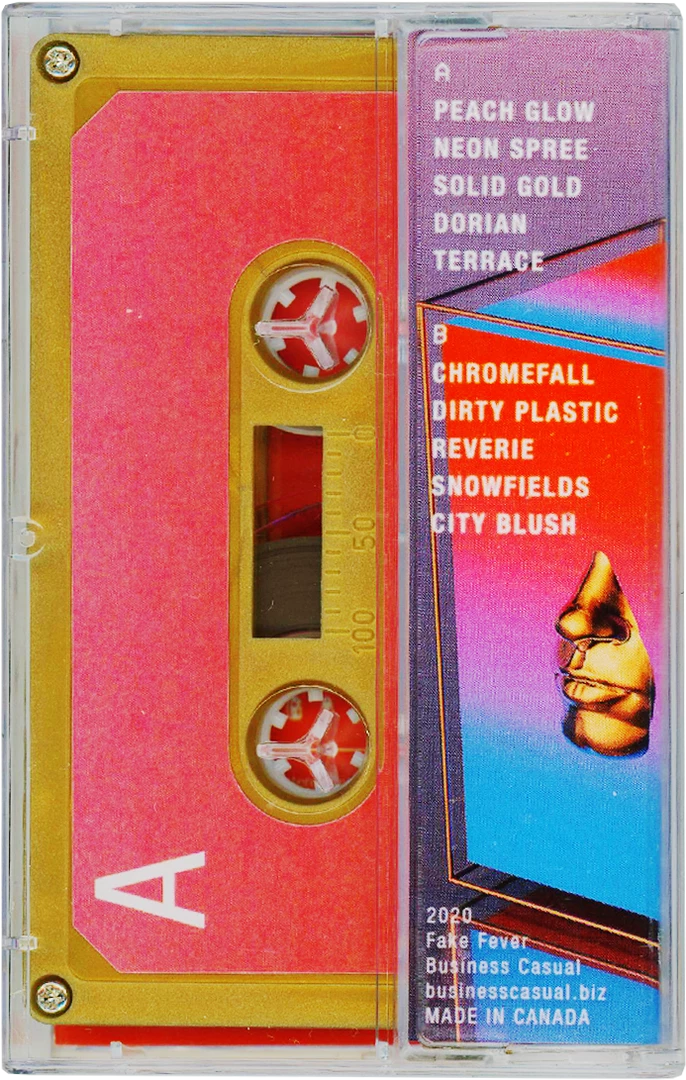 A
PEACH GLOW
NEON SPREE
SOLID GOLD
DORIAN
TERRACE
B
CHROMEFALL
DIRTY PLASTIC
REVERIE
SNOWFIELDS
CITY BLUSH
2020
Fake Fever
Business Casual
businesscasual.biz
MADE IN CANADA
0
50
100
A